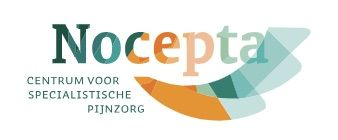 Nocepta
CENTRUM VOOR
SPECIALISTISCHE
PIJNZORG